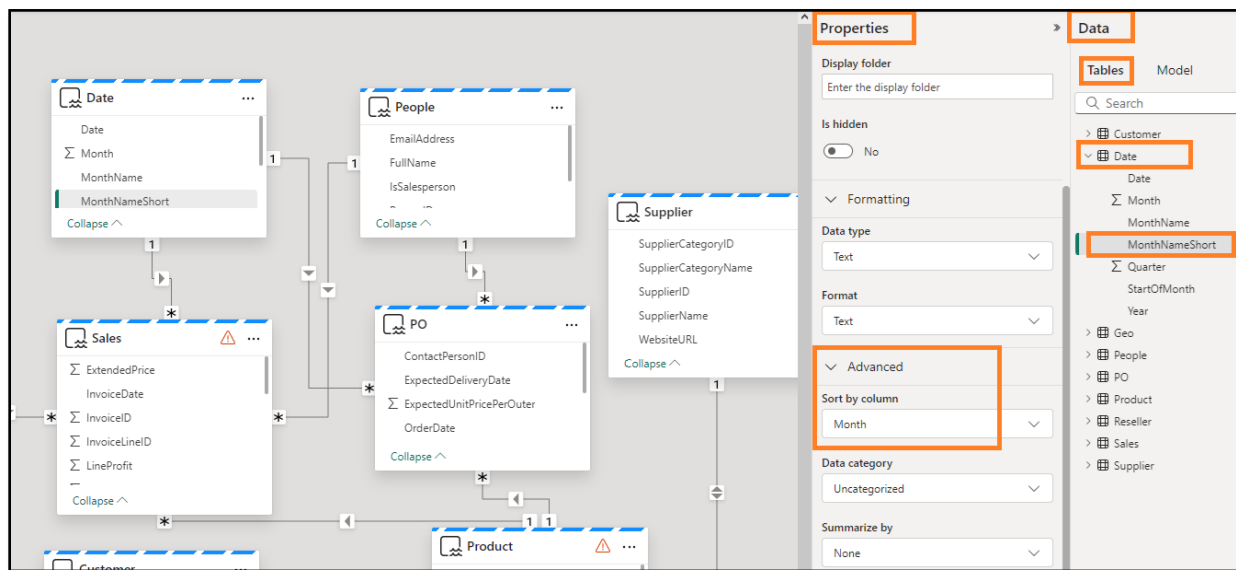 Date
...
Date
Σ Month
MonthName
MonthNameShort
Collapse
1
1
*
People
...
EmailAddress
FullName
IsSalesperson
Collapse
1
1
*
Supplier
SupplierCategoryID
SupplierCategoryName
SupplierID
SupplierName
WebsiteURL
Collapse
1
Sales
...
Σ ExtendedPrice
InvoiceDate
Σ InvoiceID
Σ InvoiceLineID
Σ LineProfit
Collapse
*
*
*
PO
...
ContactPersonID
ExpectedDeliveryDate
Σ ExpectedUnitPricePerOuter
OrderDate
Collapse
*
*
1 1
Product
...
Customer
...
Properties
Display folder
Enter the display folder
Is hidden
No
Formatting
Data type
Text
Format
Text
Advanced
Sort by column
Month
Data category
Uncategorized
Summarize by
None
Data
Tables Model
Search
Customer
Date
Date
Σ Month
MonthName
MonthNameShort
Σ Quarter
StartOfMonth
Year
Geo
People
PO
Product
Reseller
Sales
Supplier